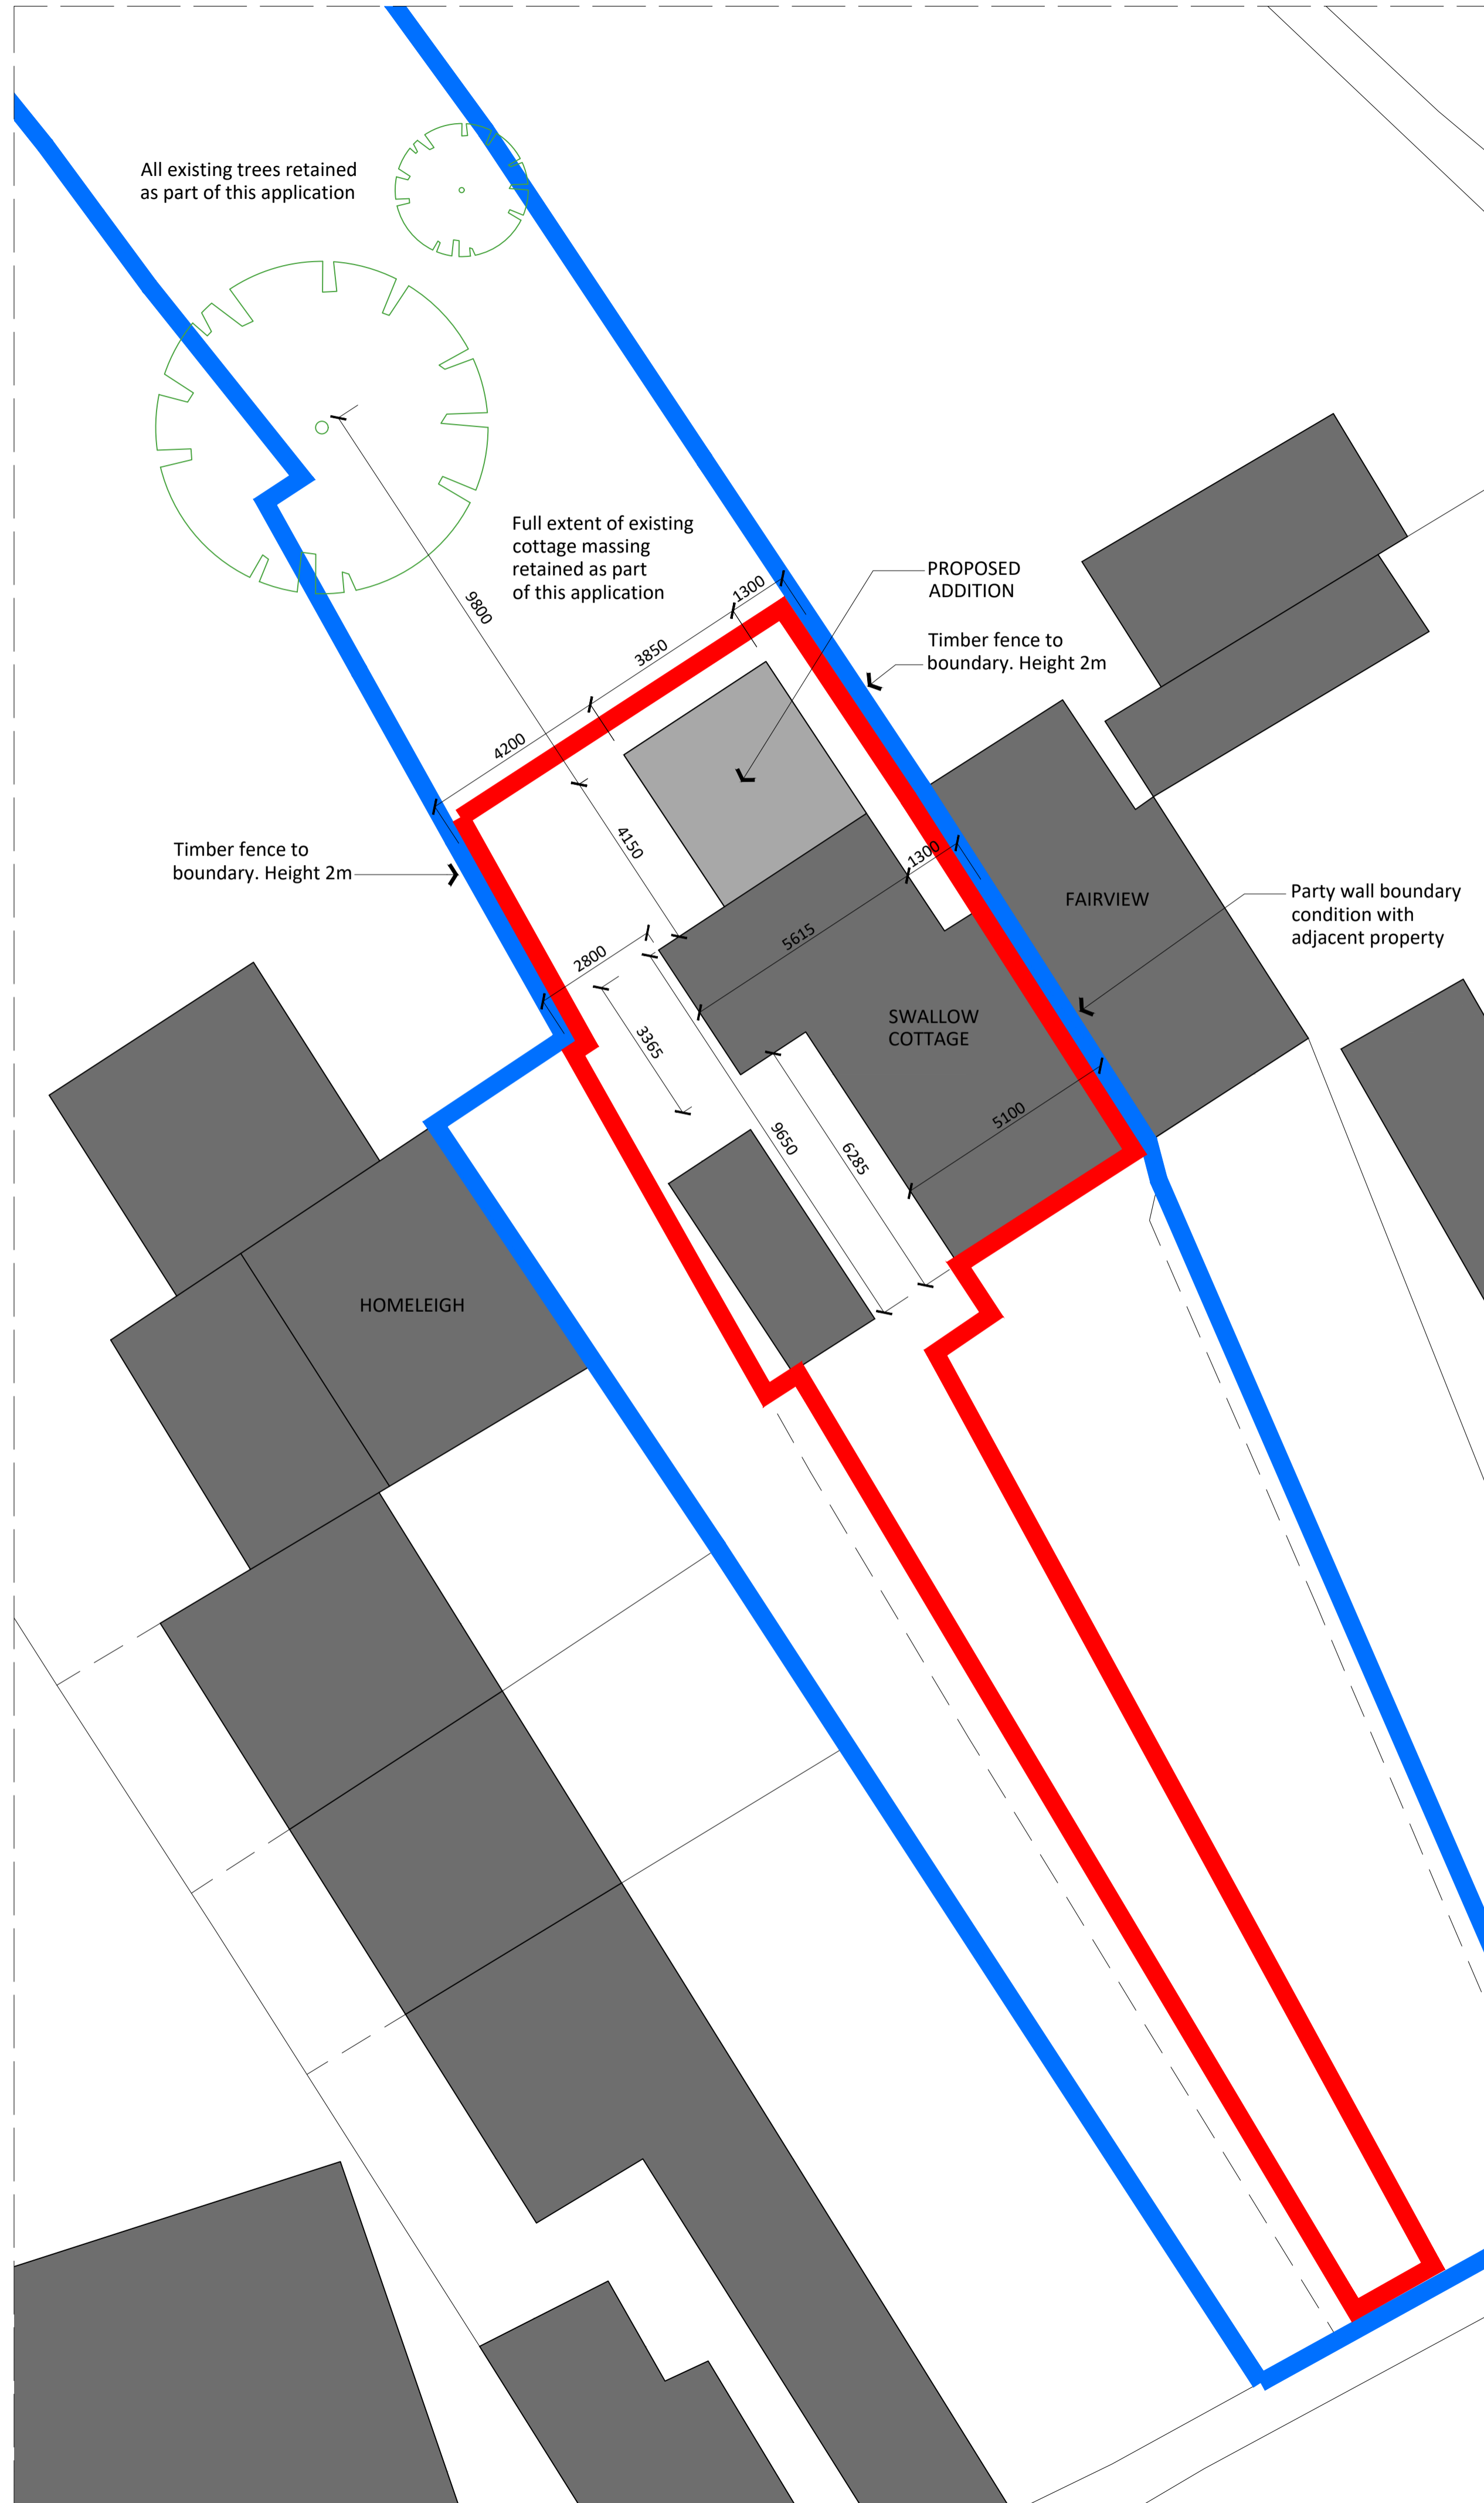 All existing trees retained
as part of this application
Full extent of existing
cottage massing
retained as part
of this application
9800
1300
PROPOSED
ADDITION
3850
Timber fence to
boundary. Height 2m
4200
4150
Timber fence to
boundary. Height 2m
1300
FAIRVIEW
Party wall boundary
condition with
adjacent property
5615
2800
SWALLOW
COTTAGE
3365
5100
9650
6285
HOMELEIGH